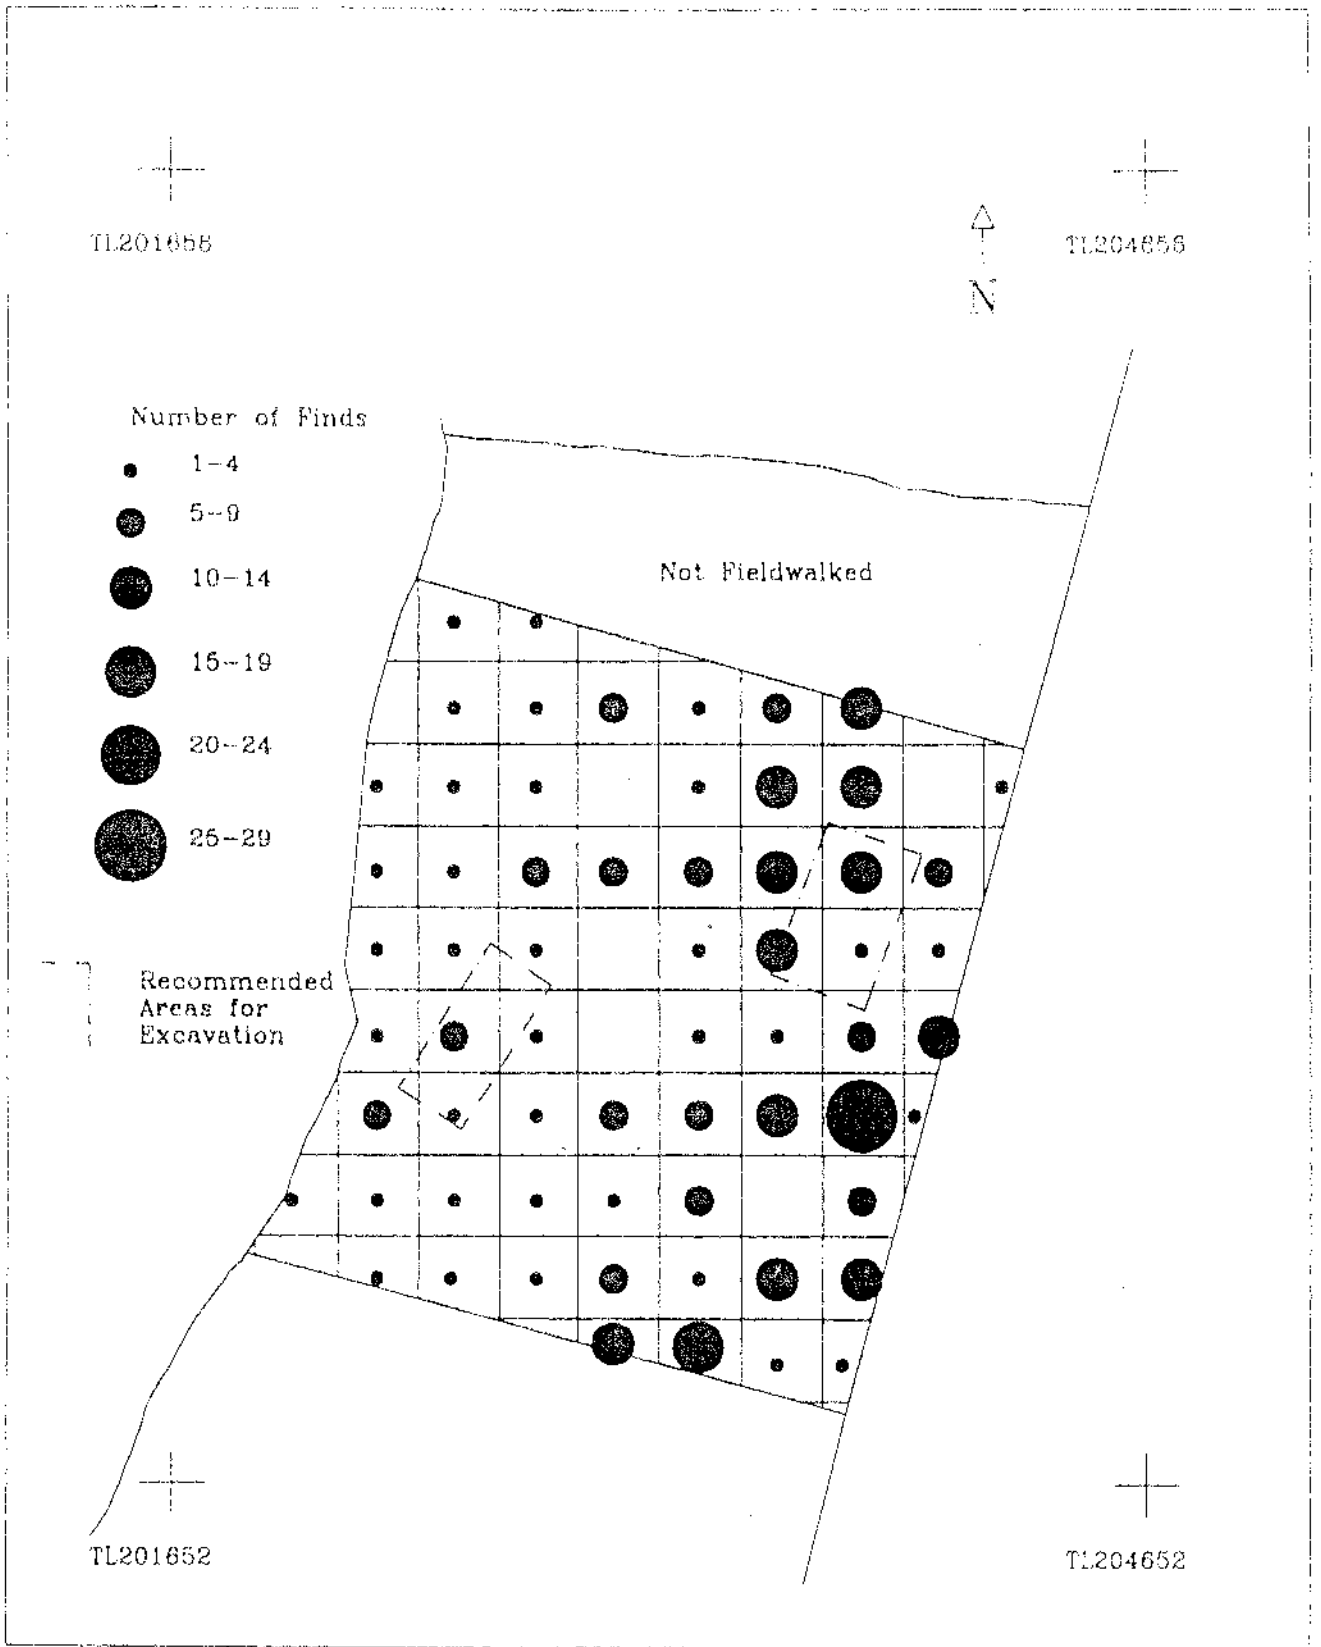 TL201656
TL204656
N
Number of Finds
1-4
5-9
10-14
15-19
20-24
25-29
Not Fieldwalked
Recommended
Areas for
Excavation
TL201652
TL204652